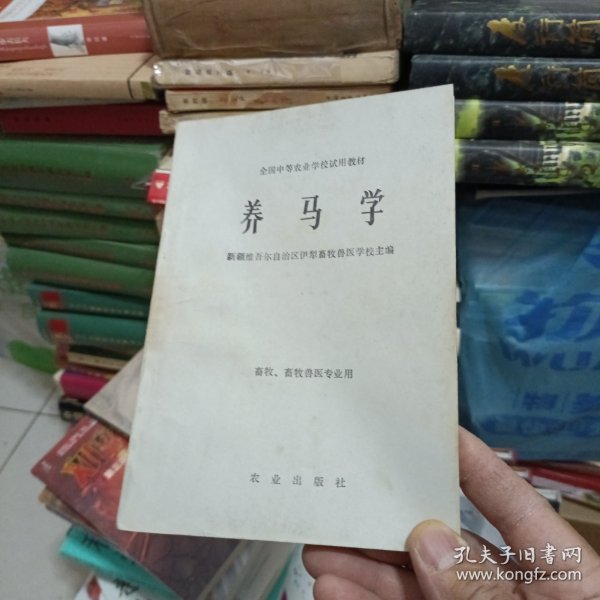 全国中等农业学校试用教材
养马学
新疆维吾尔自治区伊犁畜牧兽医学校主编
畜牧、畜牧兽医专业用
农业出版社
孔夫子旧书网
www.kongfz.com